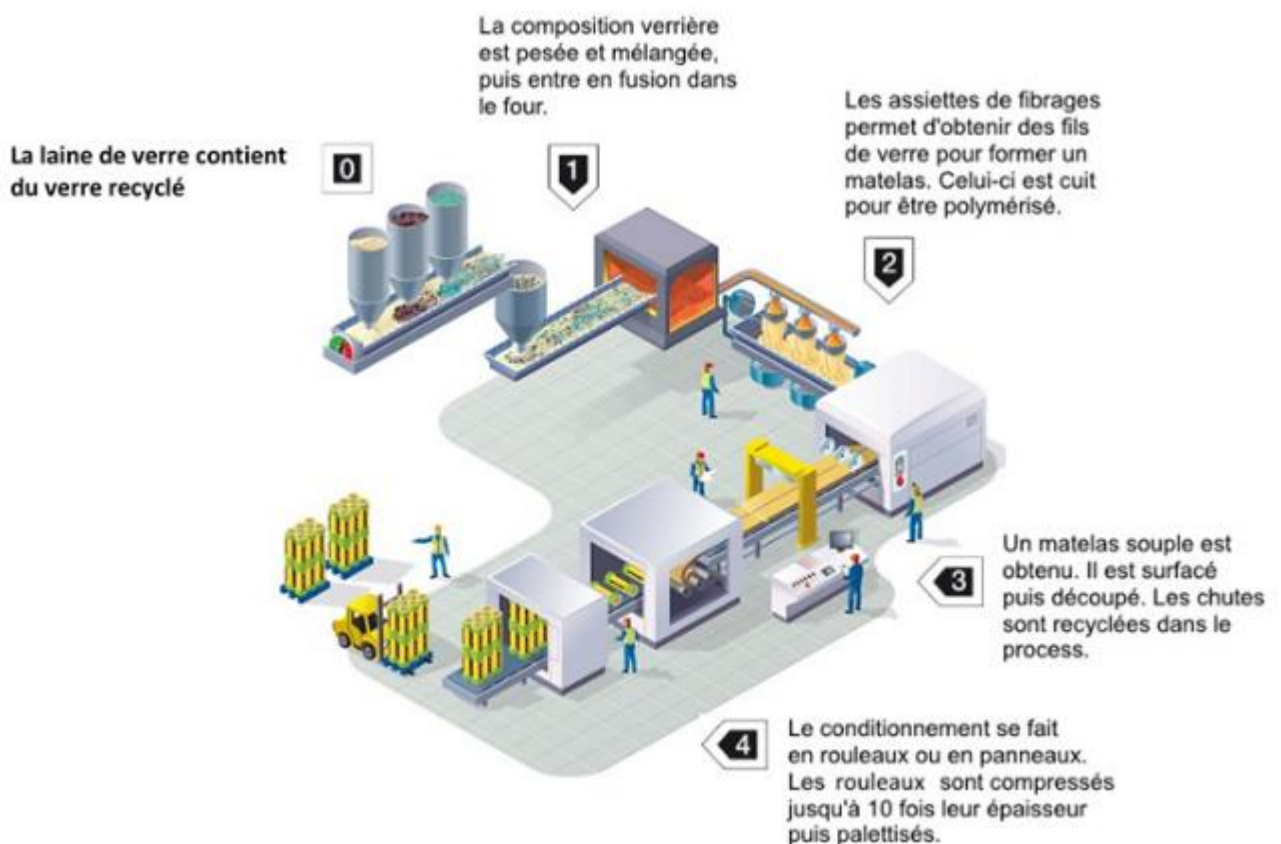 La laine de verre contient
du verre recyclé
0
La composition verrière
est pesée et mélangée,
puis entre en fusion dans
le four.
1
Les assiettes de fibrages
permet d'obtenir des fils
de verre pour former un
matelas. Celui-ci est cuit
pour être polymérisé.
2
3
Un matelas souple est
obtenu. Il est surfacé
puis découpé. Les chutes
sont recyclées dans le
process.
4
Le conditionnement se fait
en rouleaux ou en panneaux.
Les rouleaux sont compressés
jusqu'à 10 fois leur épaisseur
puis palettisés.